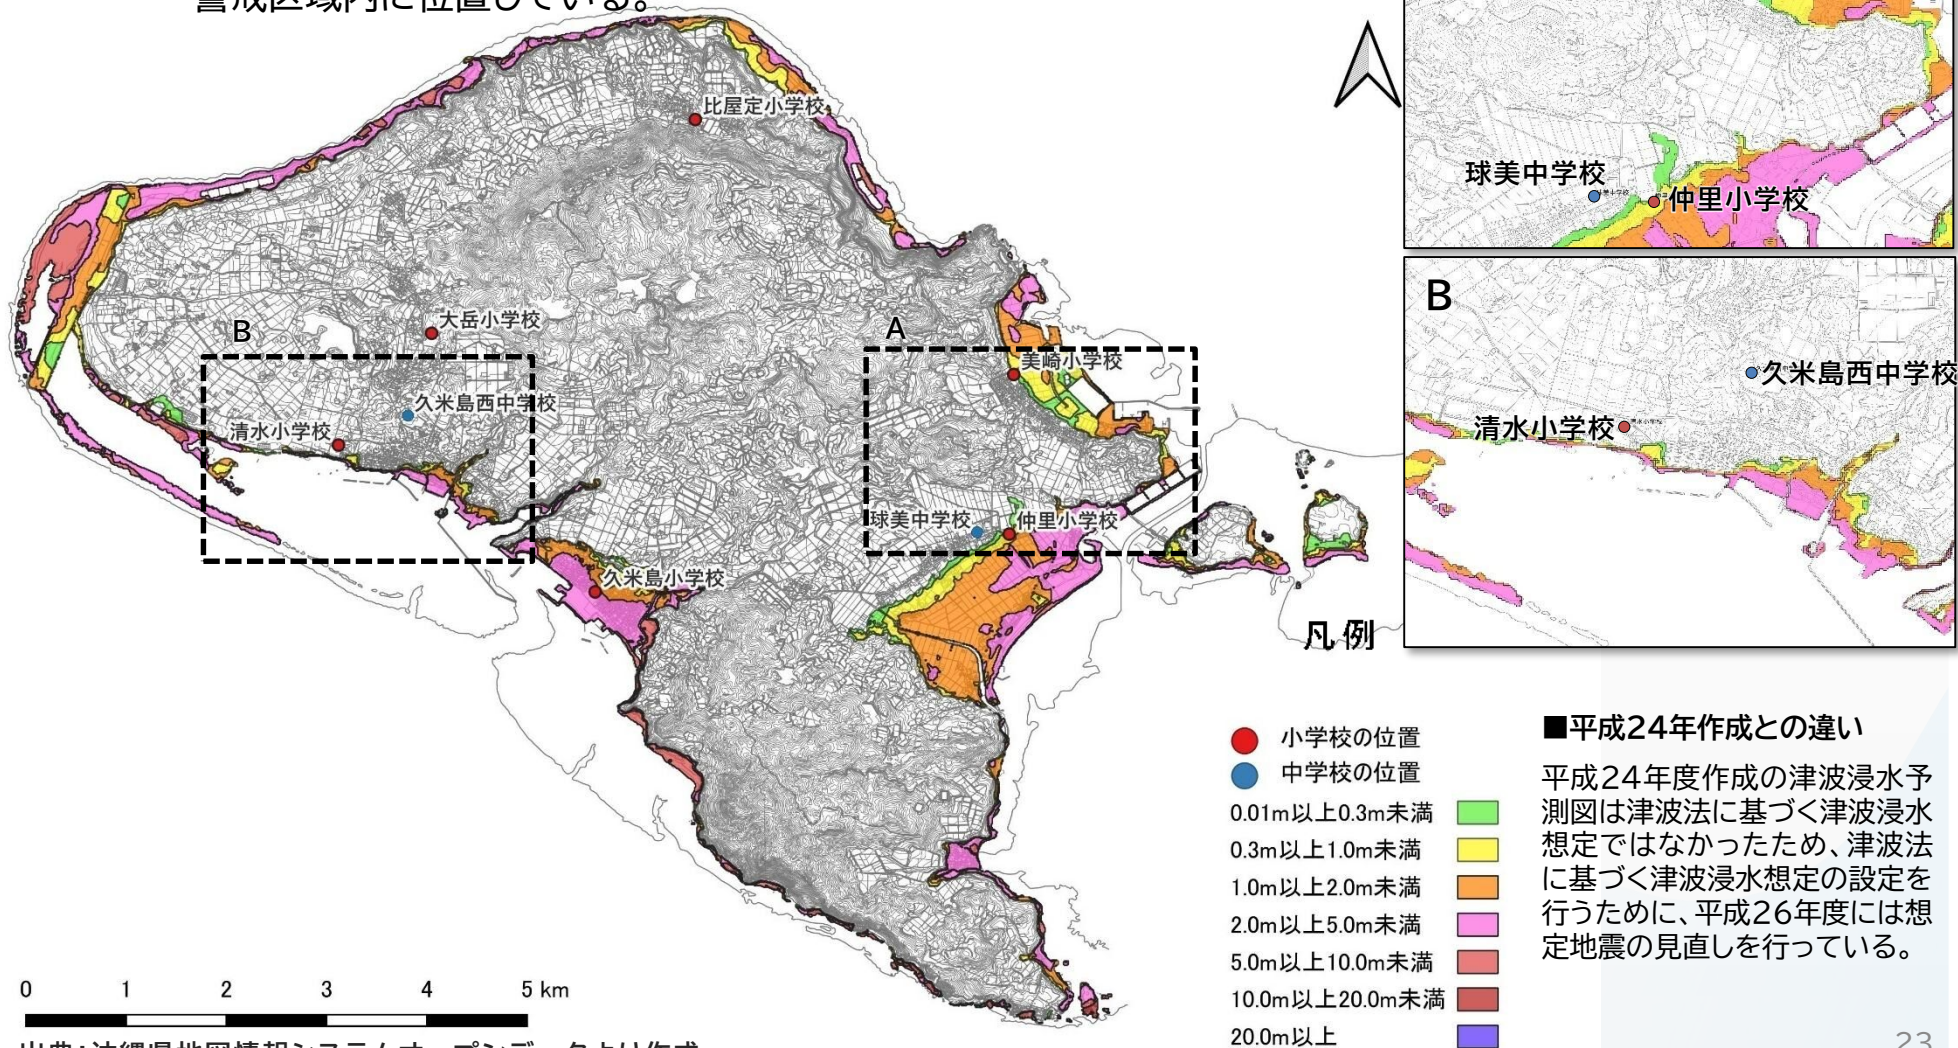 警戒区域内に位置している。
比屋定小学校
大岳小学校
B
A
美崎小学校
久米島西中学校
清水小学校
球美中学校
仲里小学校
久米島小学校
球美中学校
仲里小学校
B
久米島西中学校
清水小学校
凡例
小学校の位置
中学校の位置
0.01m以上0.3m未満
0.3m以上1.0m未満
1.0m以上2.0m未満
2.0m以上5.0m未満
5.0m以上10.0m未満
10.0m以上20.0m未満
20.0m以上
■平成24年作成との違い
平成24年度作成の津波浸水予
測図は津波法に基づく津波浸水
想定ではなかったため、津波法
に基づく津波浸水想定の設定を
行うために、平成26年度には想
定地震の見直しを行っている。
0 1 2 3 4 5 km
出典:沖縄県地図情報システムオープンデータより作成
23